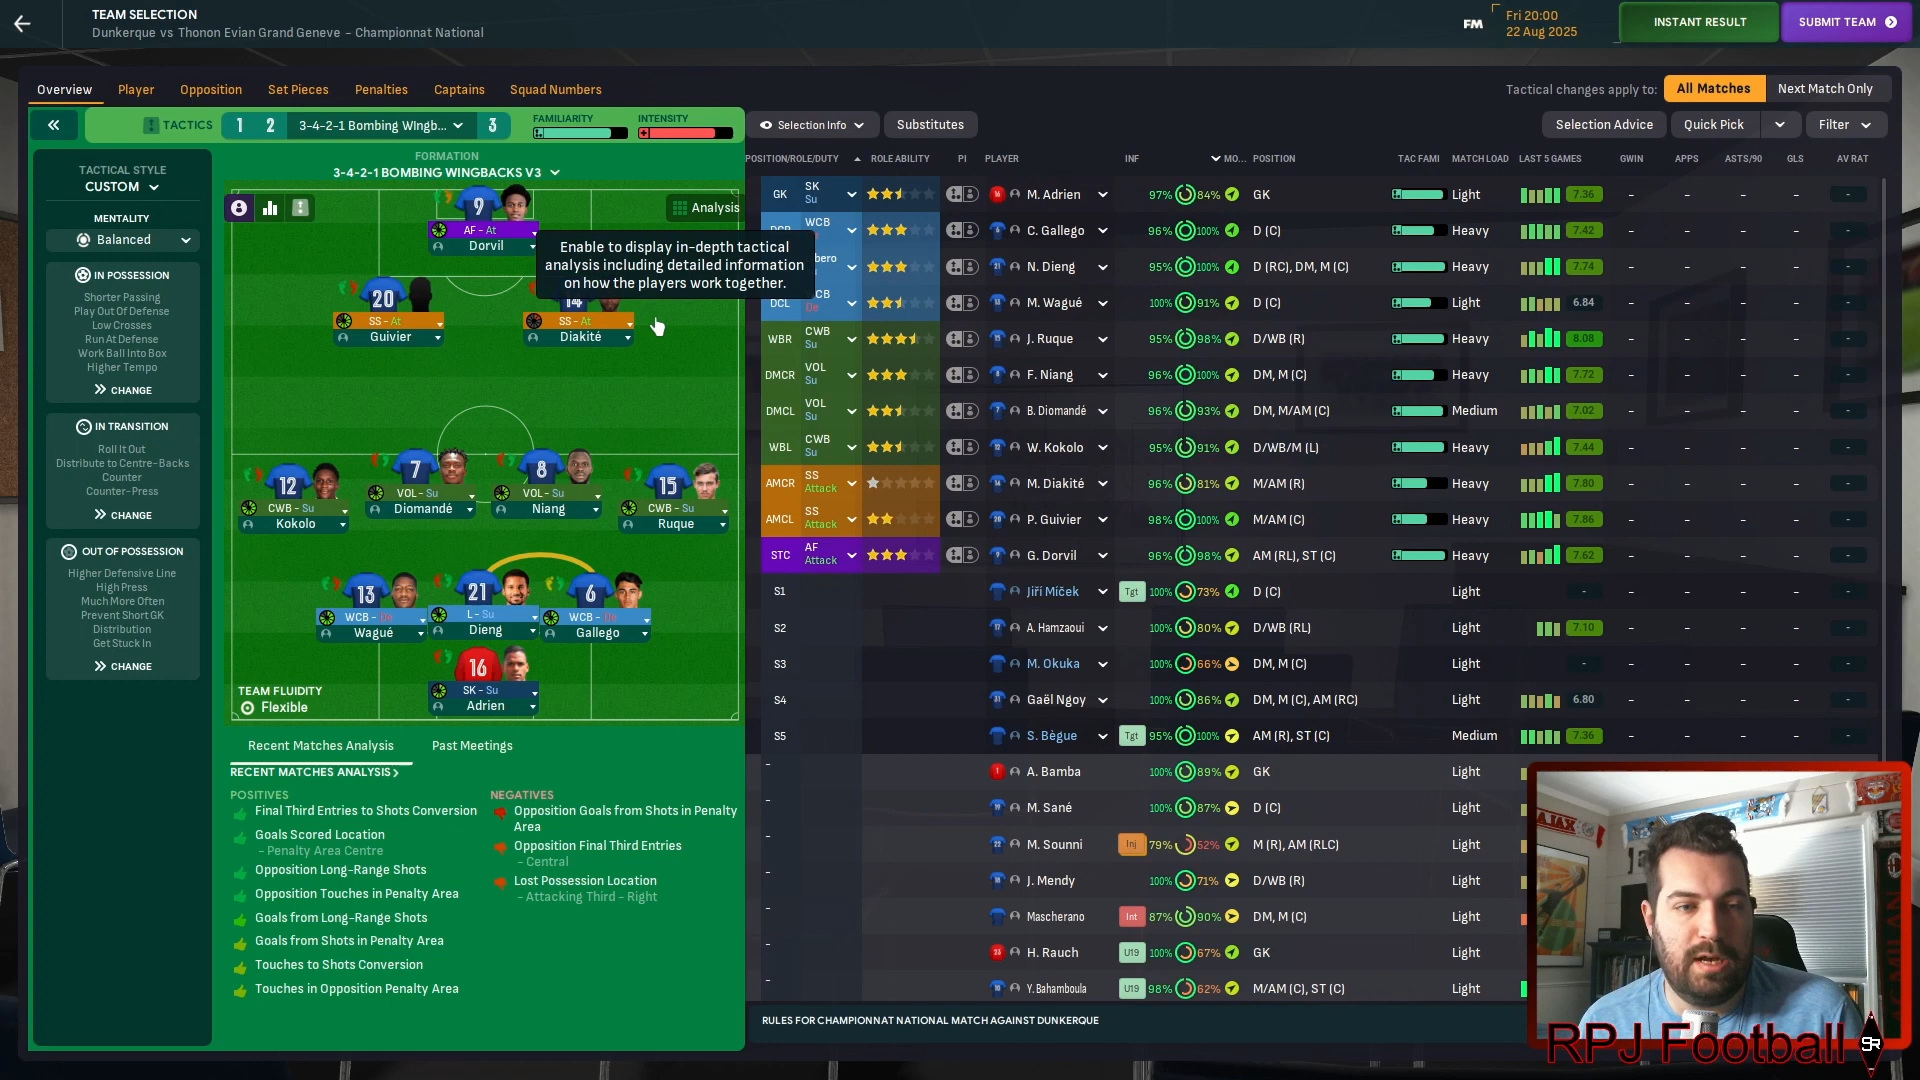 TEAM SELECTION
Dunkerque vs Thonon Evian Grand Geneve - Championnat National
FM
Fri 20:00
22 Aug 2025
INSTANT RESULT
SUBMIT TEAM
Overview Player Opposition Set Pieces Penalties Captains Squad Numbers
Tactical changes apply to: All Matches Next Match Only
TACTICS 1 2 3-4-2-1 Bombing WIngb... 3 FAMILIARITY INTENSITY
Selection Info Substitutes Selection Advice Quick Pick Filter
TACTICAL STYLE
CUSTOM
MENTALITY
Balanced
IN POSSESSION
Shorter Passing
Play Out Of Defense
Low Crosses
Run At Defense
Work Ball Into Box
Higher Tempo
CHANGE
IN TRANSITION
Roll It Out
Distribute to Centre-Backs
Counter
Counter-Press
CHANGE
OUT OF POSSESSION
Higher Defensive Line
High Press
Much More Often
Prevent Short GK
Distribution
Get Stuck In
CHANGE
FORMATION
3-4-2-1 BOMBING WINGBACKS V3
Analysis
9
AF - At
Dorvil
Enable to display in-depth tactical
analysis including detailed information
on how the players work together.
20 14
SS - At SS - At
Guivier Diakité
12 7 8 15
CWB - Su VOL - Su VOL - Su CWB - Su
Kokolo Diomandé Niang Ruque
13 21 6
WCB - De L - Su WCB - De
Wagué Dieng Gallego
16
SK - Su
Adrien
TEAM FLUIDITY
Flexible
Recent Matches Analysis Past Meetings
RECENT MATCHES ANALYSIS
POSITIVES
Final Third Entries to Shots Conversion
Goals Scored Location
- Penalty Area Centre
Opposition Long-Range Shots
Opposition Touches in Penalty Area
Goals from Long-Range Shots
Goals from Shots in Penalty Area
Touches to Shots Conversion
Touches in Opposition Penalty Area
NEGATIVES
Opposition Goals from Shots in Penalty
Area
Opposition Final Third Entries
- Central
Lost Possession Location
- Attacking Third - Right
POSITION/ROLE/DUTY ROLE ABILITY PI PLAYER INF MO... POSITION TAC FAMI MATCH LOAD LAST 5 GAMES GWIN APPS ASTS/90 GLS AV RAT
GK SK Su M. Adrien 97% 84% GK Light 7.36 - - - - -
DCR WCB C. Gallego 96% 100% D (C) Heavy 7.42 - - - - -
N. Dieng 95% 100% D (RC), DM, M (C) Heavy 7.74 - - - - -
DCL De M. Wagué 100% 91% D (C) Light 6.84 - - - - -
WBR CWB Su J. Ruque 95% 98% D/WB (R) Heavy 8.08 - - - - -
DMCR VOL Su F. Niang 96% 100% DM, M (C) Heavy 7.72 - - - - -
DMCL VOL Su B. Diomandé 96% 93% DM, M/AM (C) Medium 7.02 - - - - -
WBL CWB Su W. Kokolo 95% 91% D/WB/M (L) Heavy 7.44 - - - - -
AMCR SS Attack M. Diakité 96% 81% M/AM (R) Heavy 7.80 - - - - -
AMCL SS Attack P. Guivier 98% 100% M/AM (C) Heavy 7.86 - - - - -
STC AF Attack G. Dorvil 96% 98% AM (RL), ST (C) Heavy 7.62 - - - - -
S1 Jiří Míček Tgt 100% 73% D (C) Light - - - - - -
S2 A. Hamzaoui 100% 80% D/WB (RL) Light 7.10 - - - - -
S3 M. Okuka 100% 66% DM, M (C) Light - - - - - -
S4 Gaël Ngoy 100% 86% DM, M (C), AM (RC) Light 6.80 - - - - -
S5 S. Bègue Tgt 95% 100% AM (R), ST (C) Medium 7.36 - - - - -
- A. Bamba 100% 89% GK Light
- M. Sané 100% 87% D (C) Light
- M. Sounni Inj 79% 52% M (R), AM (RLC) Light
- J. Mendy 100% 71% D/WB (R) Light
- Mascherano Int 87% 90% DM, M (C) Light
- H. Rauch U19 100% 67% GK Light
- Y. Bahamboula U19 98% 62% M/AM (C), ST (C) Light
RULES FOR CHAMPIONNAT NATIONAL MATCH AGAINST DUNKERQUE
AJAX
RPJ Football